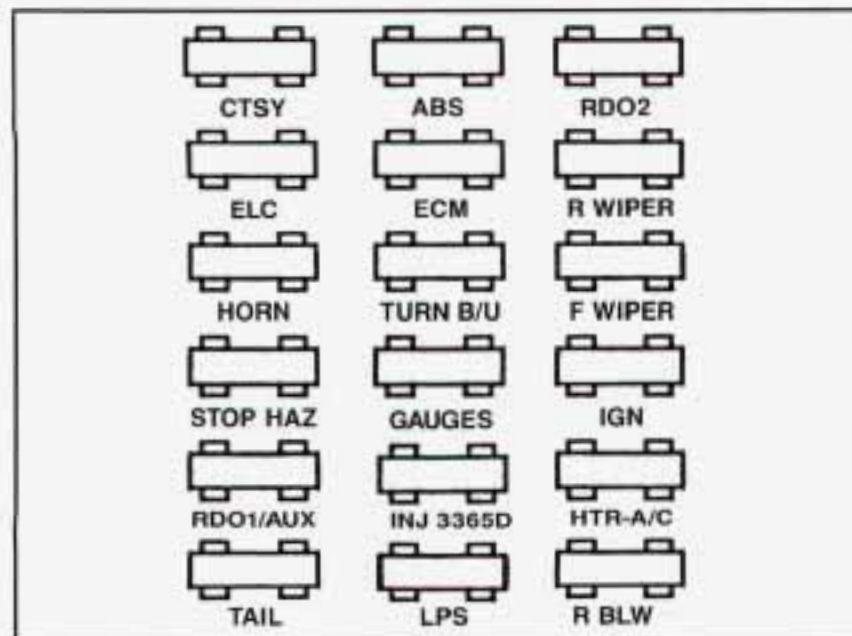 CTSY ABS RDO2
ELC ECM R WIPER
HORN TURN B/U F WIPER
STOP HAZ GAUGES IGN
RDO1/AUX INJ 3365D HTR-A/C
TAIL LPS R BLW